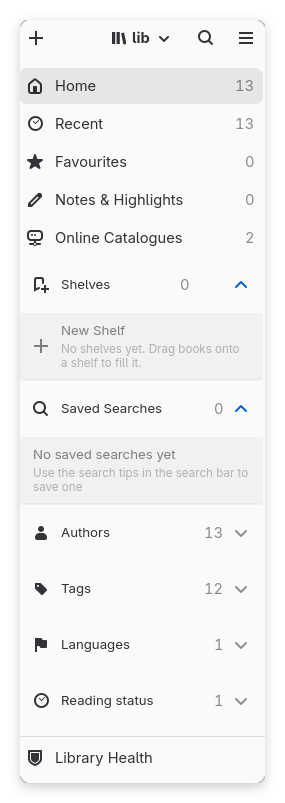 lib
Home 13
Recent 13
Favourites 0
Notes & Highlights
Online Catalogues 2
Shelves 0
New Shelf
No shelves yet. Drag books onto
a shelf to fill it.
Saved Searches 0
No saved searches yet
Use the search tips in the search bar to
save one
Authors 13
Tags 12
Languages 1
Reading status 1
Library Health